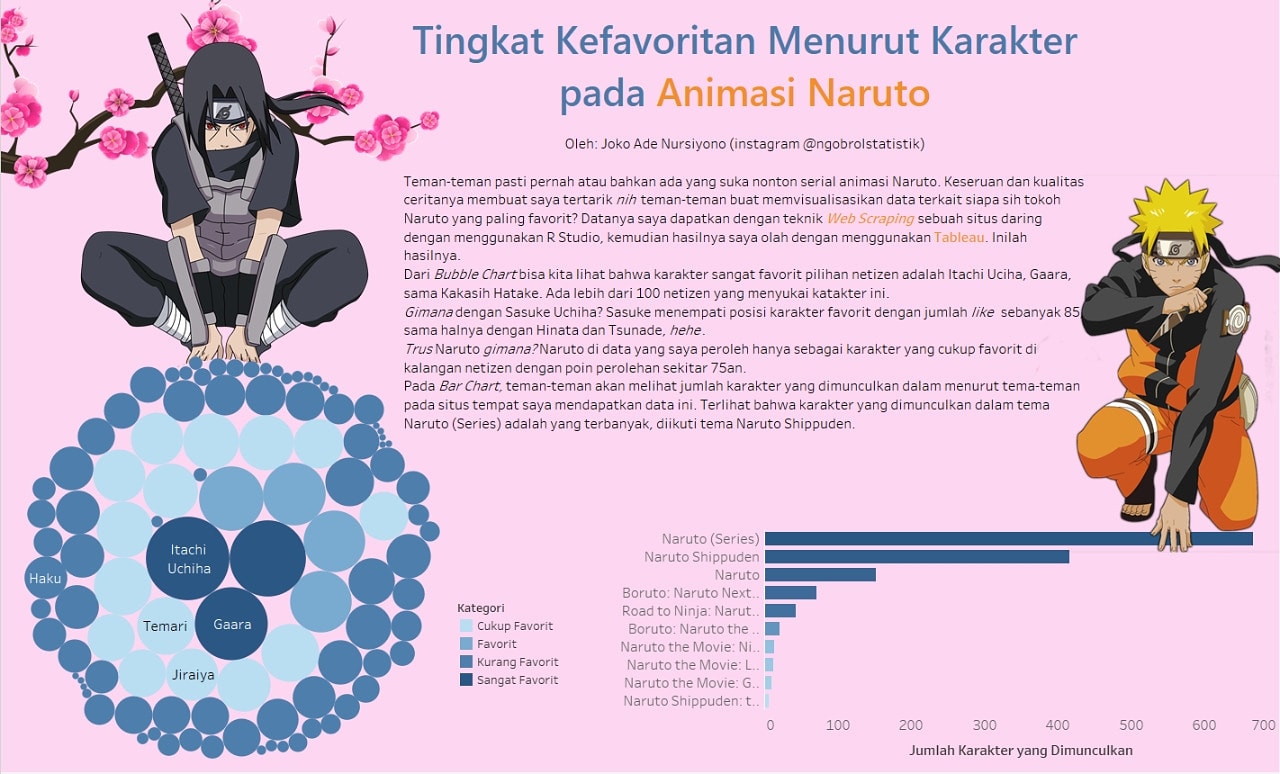 Tingkat Kefavoritan Menurut Karakter
pada Animasi Naruto
Oleh: Joko Ade Nursiyono (instagram @ngobrolstatistik)
Teman-teman pasti pernah atau bahkan ada yang suka nonton serial animasi Naruto. Keseruan dan kualitas
ceritanya membuat saya tertarik nih teman-teman buat memvisualisasikan data terkait siapa sih tokoh
Naruto yang paling favorit? Datanya saya dapatkan dengan teknik Web Scraping sebuah situs daring
dengan menggunakan R Studio, kemudian hasilnya saya olah dengan menggunakan Tableau. Inilah
hasilnya.
Dari Bubble Chart bisa kita lihat bahwa karakter sangat favorit pilihan netizen adalah Itachi Uciha, Gaara,
sama Kakasih Hatake. Ada lebih dari 100 netizen yang menyukai katakter ini.
Gimana dengan Sasuke Uchiha? Sasuke menempati posisi karakter favorit dengan jumlah like sebanyak 85
sama halnya dengan Hinata dan Tsunade, hehe.
Trus Naruto gimana? Naruto di data yang saya peroleh hanya sebagai karakter yang cukup favorit di
kalangan netizen dengan poin perolehan sekitar 75an.
Pada Bar Chart, teman-teman akan melihat jumlah karakter yang dimunculkan dalam menurut tema-teman
pada situs tempat saya mendapatkan data ini. Terlihat bahwa karakter yang dimunculkan dalam tema
Naruto (Series) adalah yang terbanyak, diikuti tema Naruto Shippuden.
Itachi
Uchiha
Haku
Temari
Gaara
Jiraiya
Kategori
Cukup Favorit
Favorit
Kurang Favorit
Sangat Favorit
Naruto (Series)
Naruto Shippuden
Naruto
Boruto: Naruto Next..
Road to Ninja: Narut..
Boruto: Naruto the ..
Naruto the Movie: Ni..
Naruto the Movie: L..
Naruto the Movie: G..
Naruto Shippuden: t..
0 100 200 300 400 500 600 700
Jumlah Karakter yang Dimunculkan